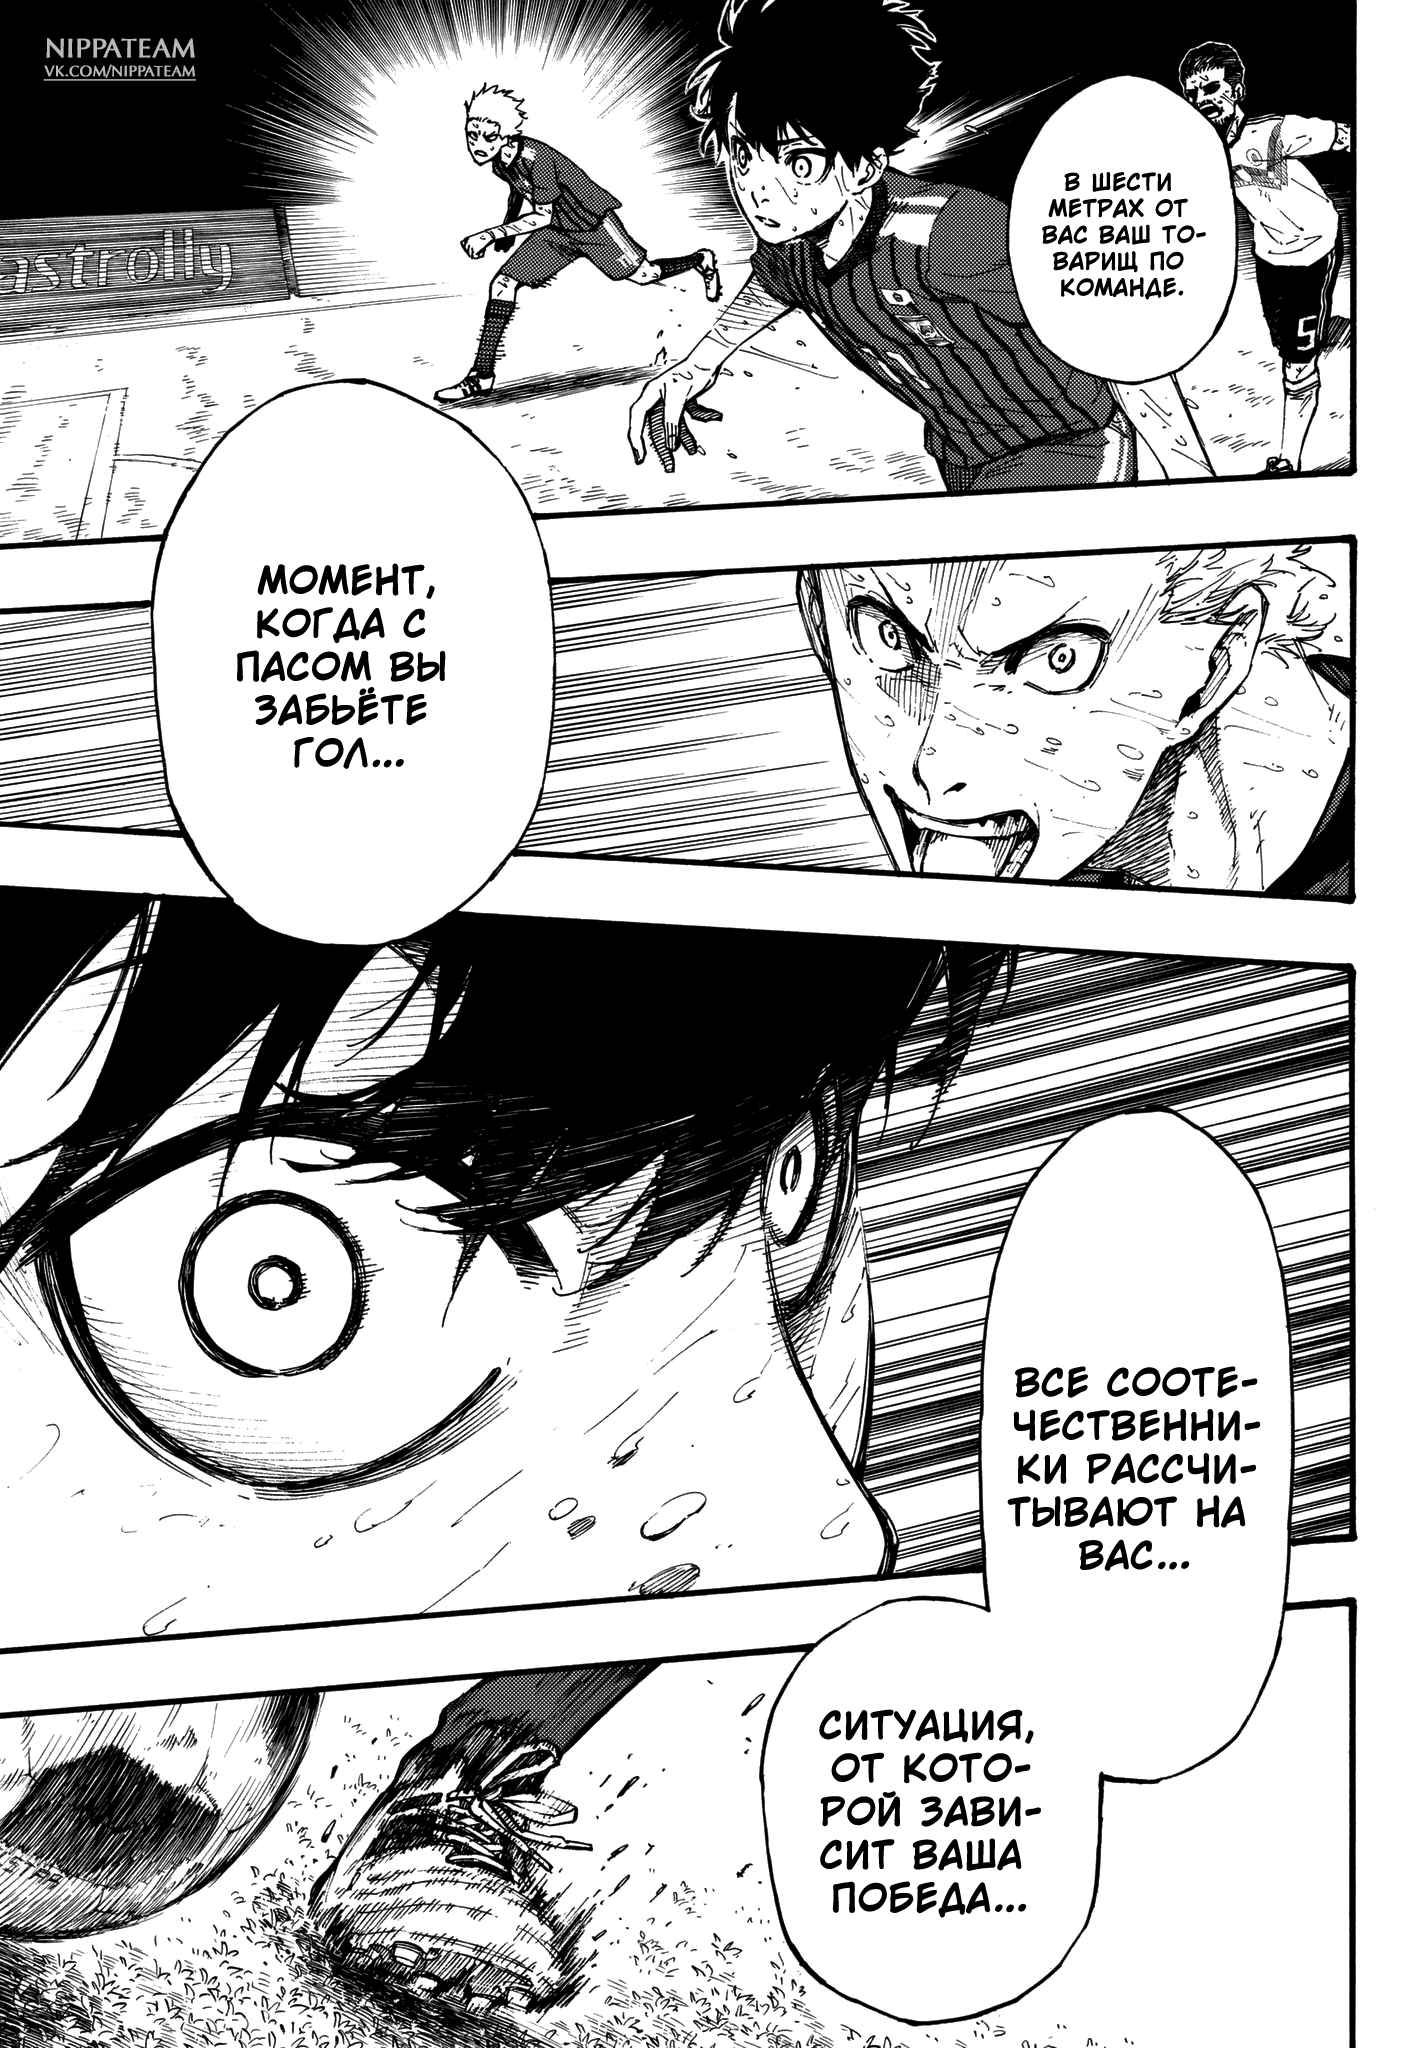 NIPPATEAM
VK.COM/NIPPATEAM
В ШЕСТИ
МЕТРАХ ОТ
ВАС ВАШ ТО-
ВАРИЩ ПО
КОМАНДЕ.
astrolly
5
МОМЕНТ,
КОГДА С
ПАСОМ ВЫ
ЗАБЬЁТЕ
ГОЛ...
ВСЕ СООТЕ-
ЧЕСТВЕННИ-
КИ РАССЧИ-
ТЫВАЮТ НА
ВАС...
СИТУАЦИЯ,
ОТ КОТО-
РОЙ ЗАВИ-
СИТ ВАША
ПОБЕДА...